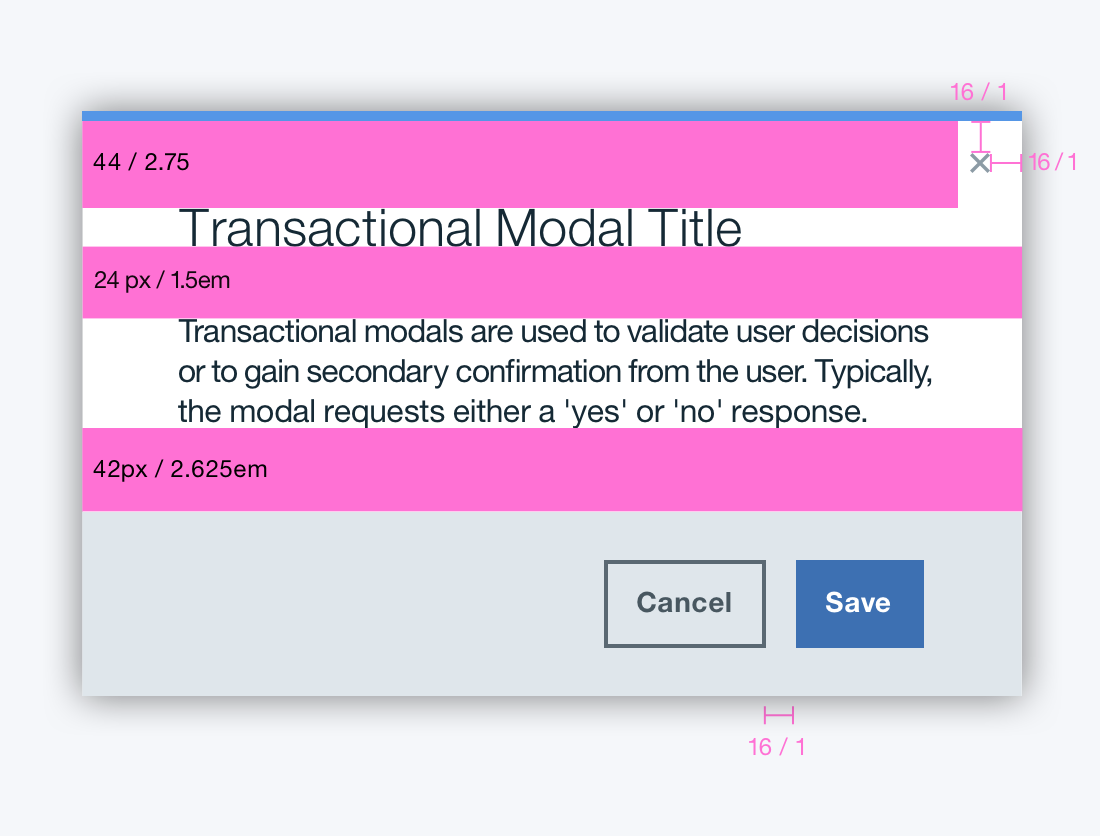 16 / 1
44 / 2.75
16 / 1
Transactional Modal Title
24 px / 1.5em
Transactional modals are used to validate user decisions
or to gain secondary confirmation from the user. Typically,
the modal requests either a 'yes' or 'no' response.
42px / 2.625em
Cancel
Save
16 / 1